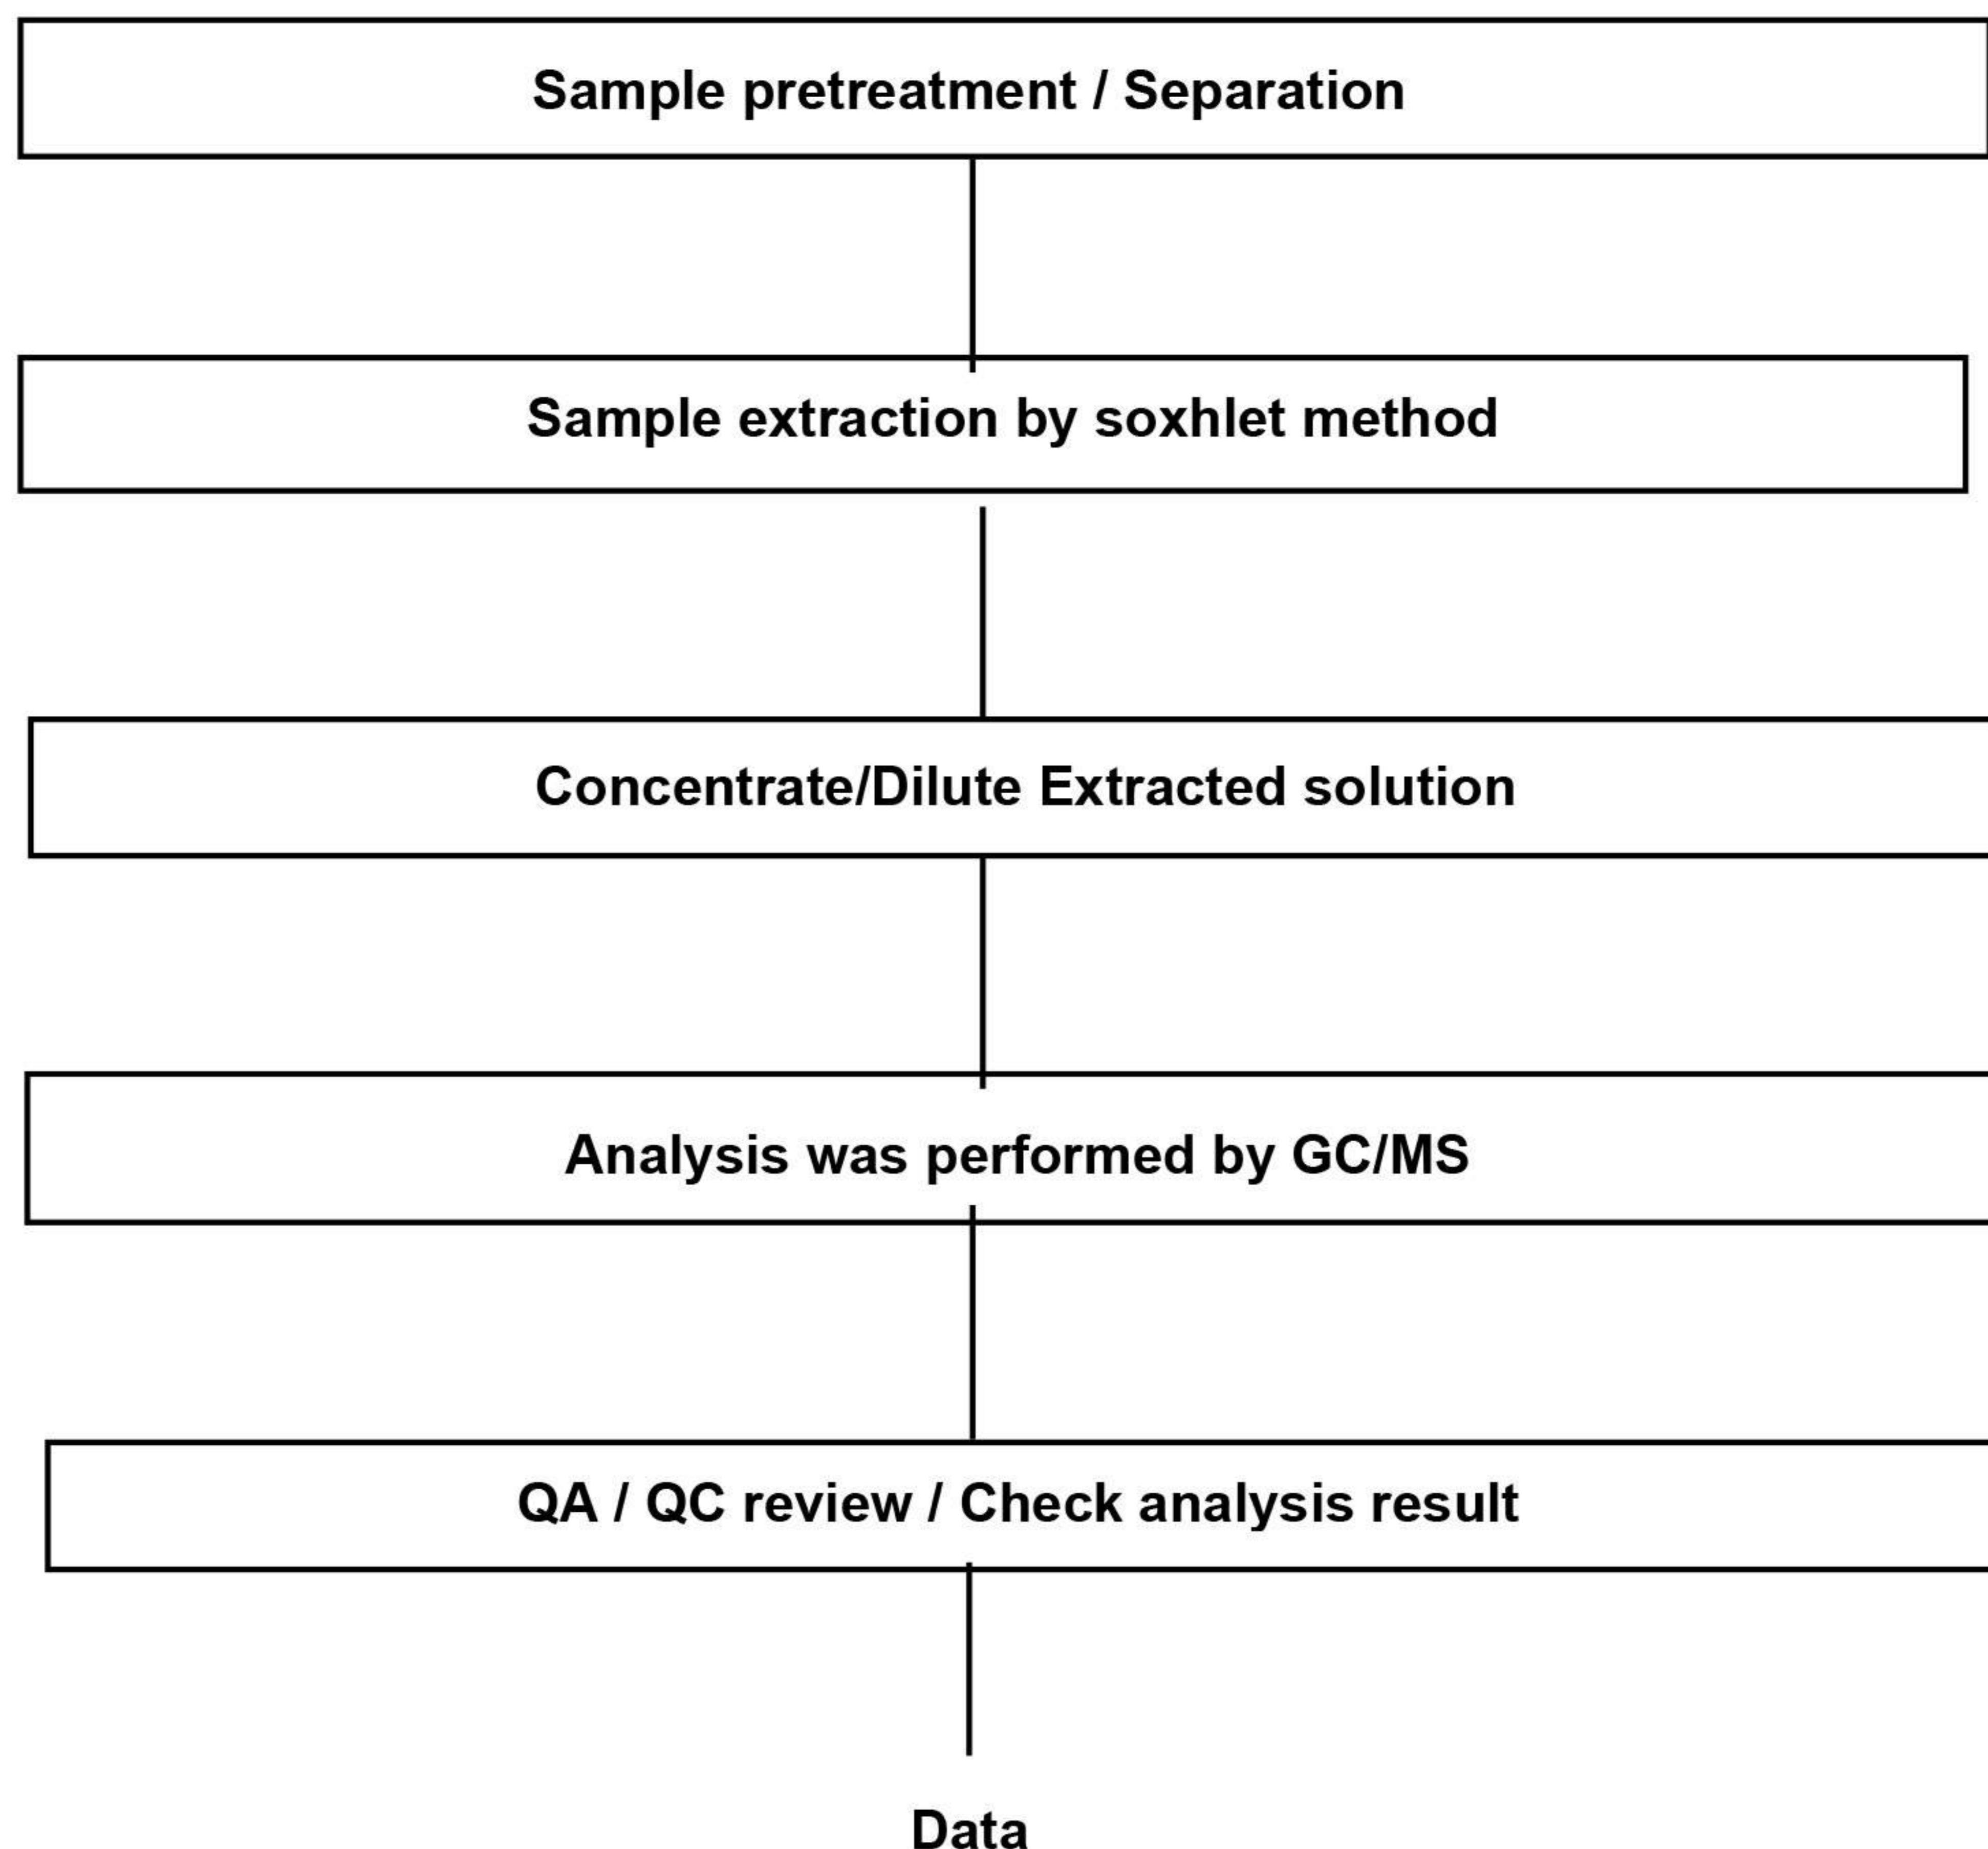 Sample pretreatment / Separation
Sample extraction by soxhlet method
Concentrate/Dilute Extracted solution
Analysis was performed by GC/MS
QA / QC review / Check analysis result
Data